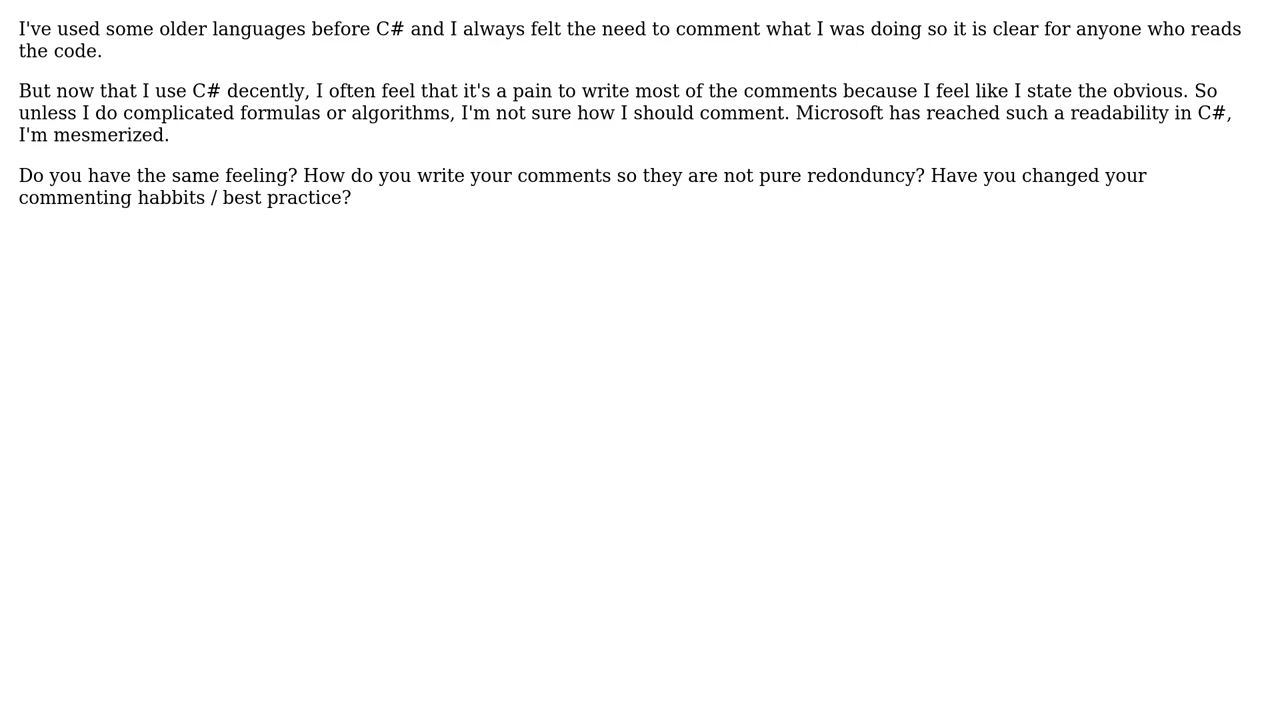 I've used some older languages before C# and I always felt the need to comment what I was doing so it is clear for anyone who reads
the code.
But now that I use C# decently, I often feel that it's a pain to write most of the comments because I feel like I state the obvious. So
unless I do complicated formulas or algorithms, I'm not sure how I should comment. Microsoft has reached such a readability in C#,
I'm mesmerized.
Do you have the same feeling? How do you write your comments so they are not pure redonduncy? Have you changed your
commenting habbits / best practice?